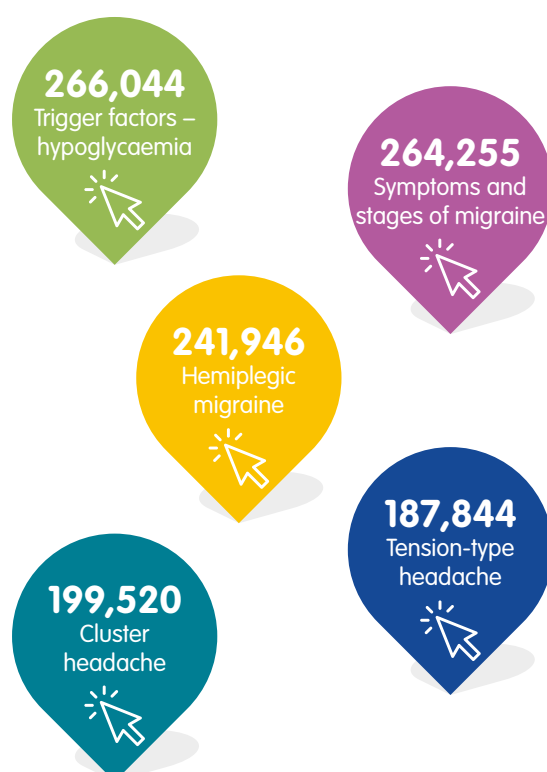 266,044
Trigger factors –
hypoglycaemia
264,255
Symptoms and
stages of migraine
241,946
Hemiplegic
migraine
187,844
Tension-type
headache
199,520
Cluster
headache